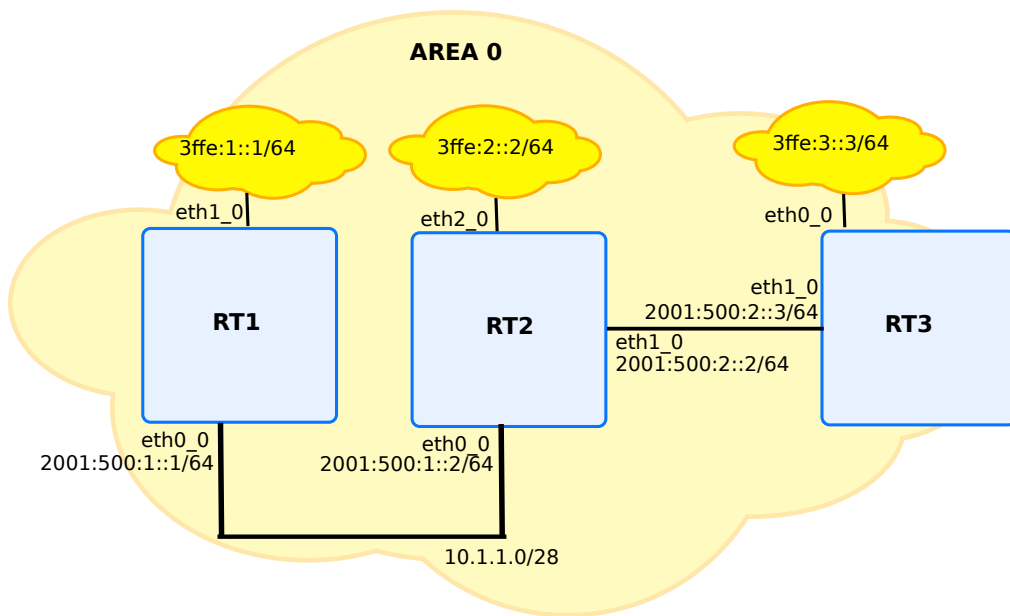 AREA 0
3ffe:1::1/64
3ffe:2::2/64
3ffe:3::3/64
eth1_0
eth2_0
eth0_0
RT1
RT2
RT3
eth1_0
2001:500:2::3/64
eth1_0
2001:500:2::2/64
eth0_0
2001:500:1::1/64
eth0_0
2001:500:1::2/64
10.1.1.0/28